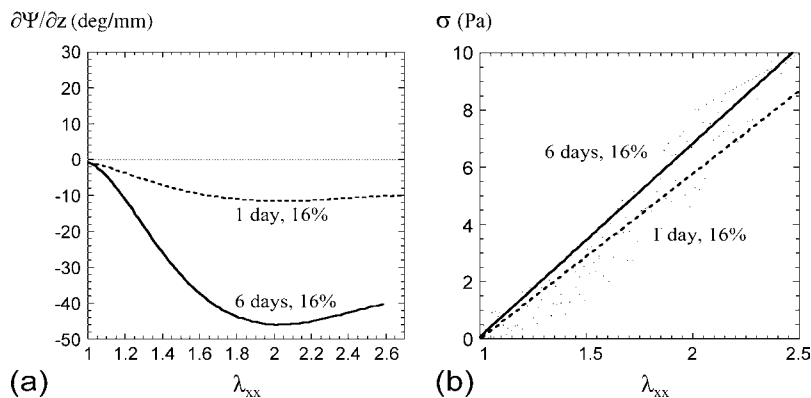 ∂Ψ/∂z (deg/mm)
30
20
10
0
-10
-20
-30
-40
-50
1 day, 16%
6 days, 16%
1 1.2 1.4 1.6 1.8 2 2.2 2.4 2.6
(a)
λxx
σ (Pa)
10
8
6
4
2
0
6 days, 16%
1 day, 16%
1 1.5 2 2.5
(b)
λxx